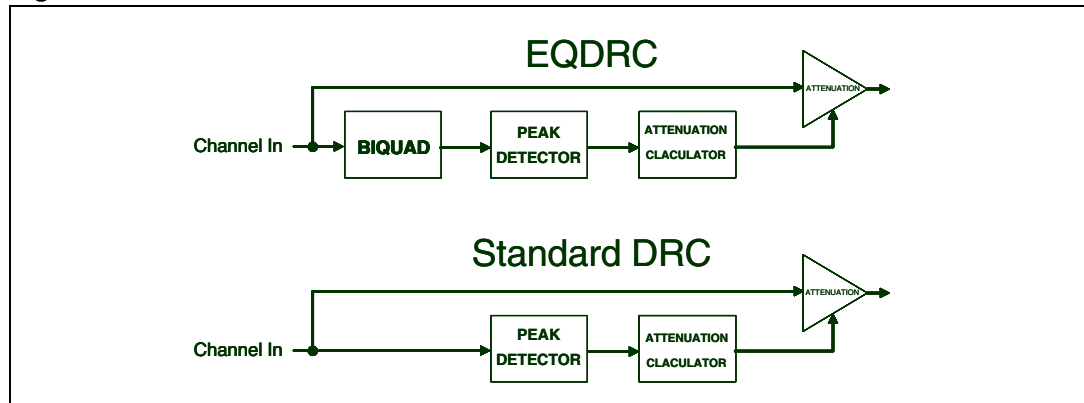 EQDRC
ATTENUATION
Channel In
BIQUAD
PEAK
DETECTOR
ATTENUATION
CLACULATOR
Standard DRC
ATTENUATION
Channel In
PEAK
DETECTOR
ATTENUATION
CLACULATOR